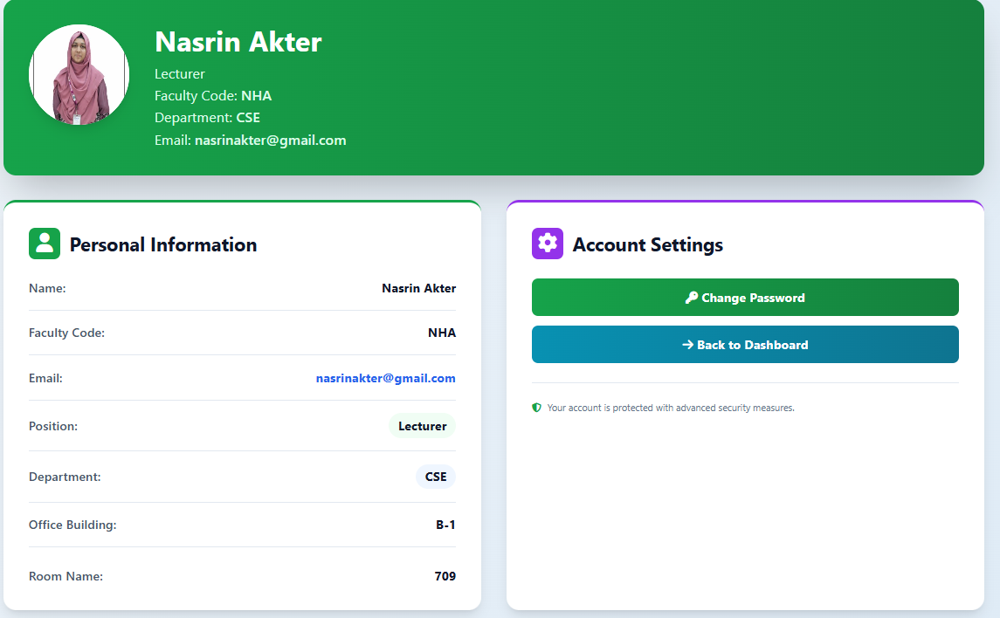 Nasrin Akter
Lecturer
Faculty Code: NHA
Department: CSE
Email: nasrinakter@gmail.com
Personal Information
Name: Nasrin Akter
Faculty Code: NHA
Email: nasrinakter@gmail.com
Position: Lecturer
Department: CSE
Office Building: B-1
Room Name: 709
Account Settings
Change Password
Back to Dashboard
Your account is protected with advanced security measures.